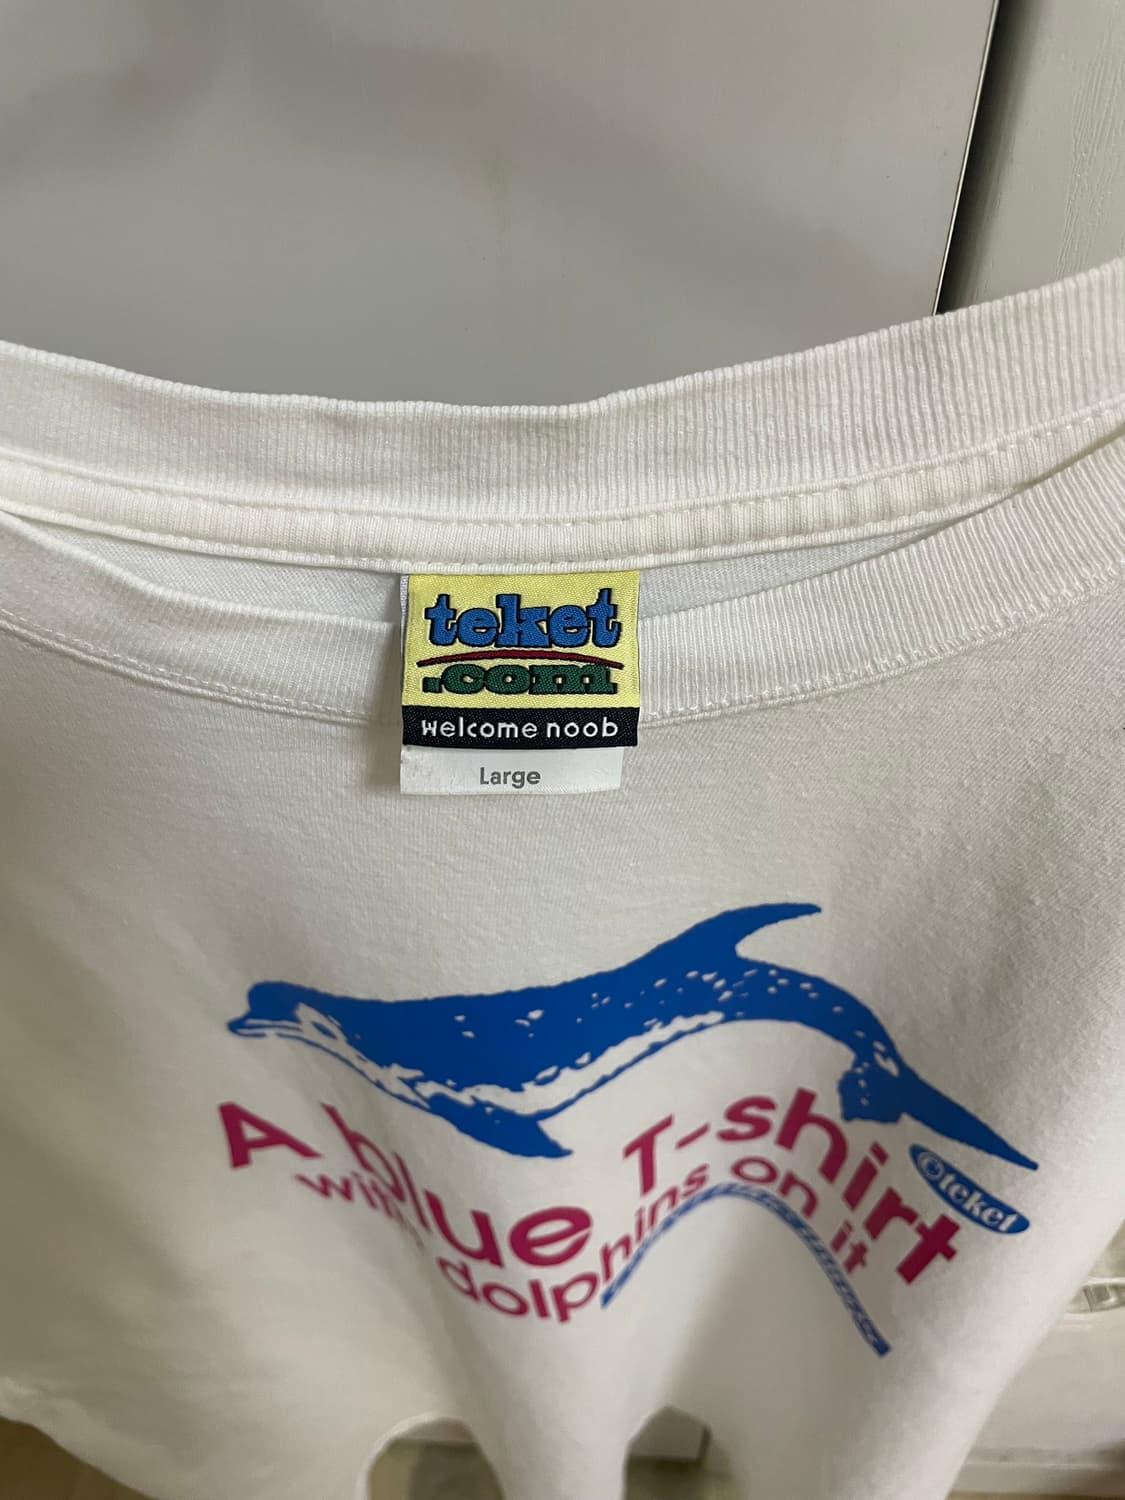 teket
.com
welcome noob
Large
A blue T-shirt
with dolphins on it
©teket